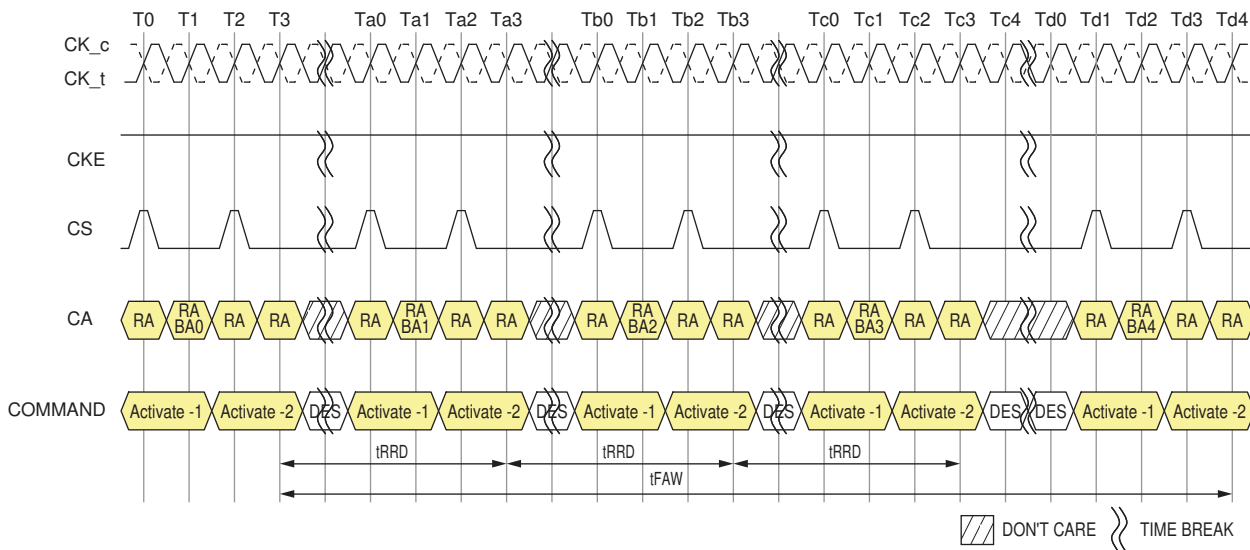 T0 T1 T2 T3 Ta0 Ta1 Ta2 Ta3 Tb0 Tb1 Tb2 Tb3 Tc0 Tc1 Tc2 Tc3 Tc4 Td0 Td1 Td2 Td3 Td4
CK_c
CK_t
CKE
CS
CA RA RA BA0 RA RA RA RA BA1 RA RA RA RA BA2 RA RA RA RA BA3 RA RA RA RA BA4 RA RA
COMMAND Activate -1 Activate -2 DES Activate -1 Activate -2 DES Activate -1 Activate -2 DES Activate -1 Activate -2 DES DES Activate -1 Activate -2
tRRD tRRD tRRD
tFAW
DON'T CARE TIME BREAK